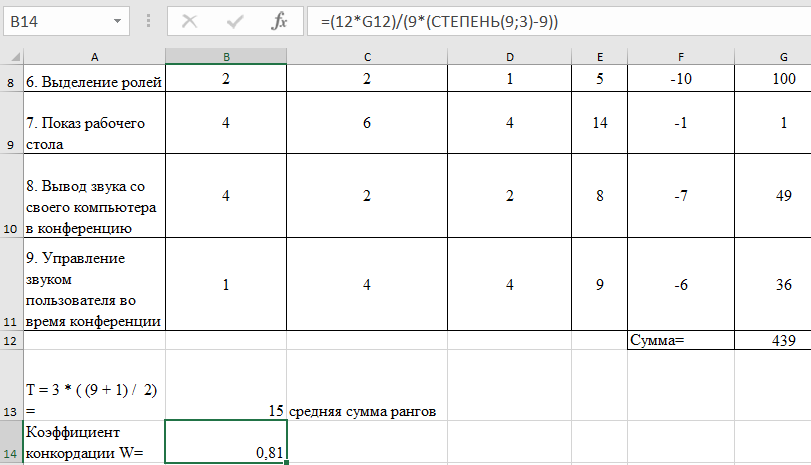 B14 fx =(12*G12)/(9*(СТЕПЕНЬ(9;3)-9))
A B C D E F G
8 6. Выделение ролей 2 2 1 5 -10 100
7. Показ рабочего
9 стола 4 6 4 14 -1 1
8. Вывод звука со
своего компьютера 4 2 2 8 -7 49
10 в конференцию
9. Управление
звуком 1 4 4 9 -6 36
пользователя во
11 время конференции
12 Сумма= 439
T = 3 * ( (9 + 1) / 2)
13 = 15 средняя сумма рангов
Коэффициент
14 конкордации W= 0,81